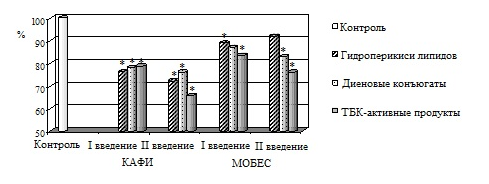 %
100
90
80
70
60
50
* * * * * * * * * * *
Контроль
I введение
II введение
I введение
II введение
КАФИ
МОБЕС
Контроль
Гидроперикиси липидов
Диеновые конъюгаты
ТБК-активные продукты